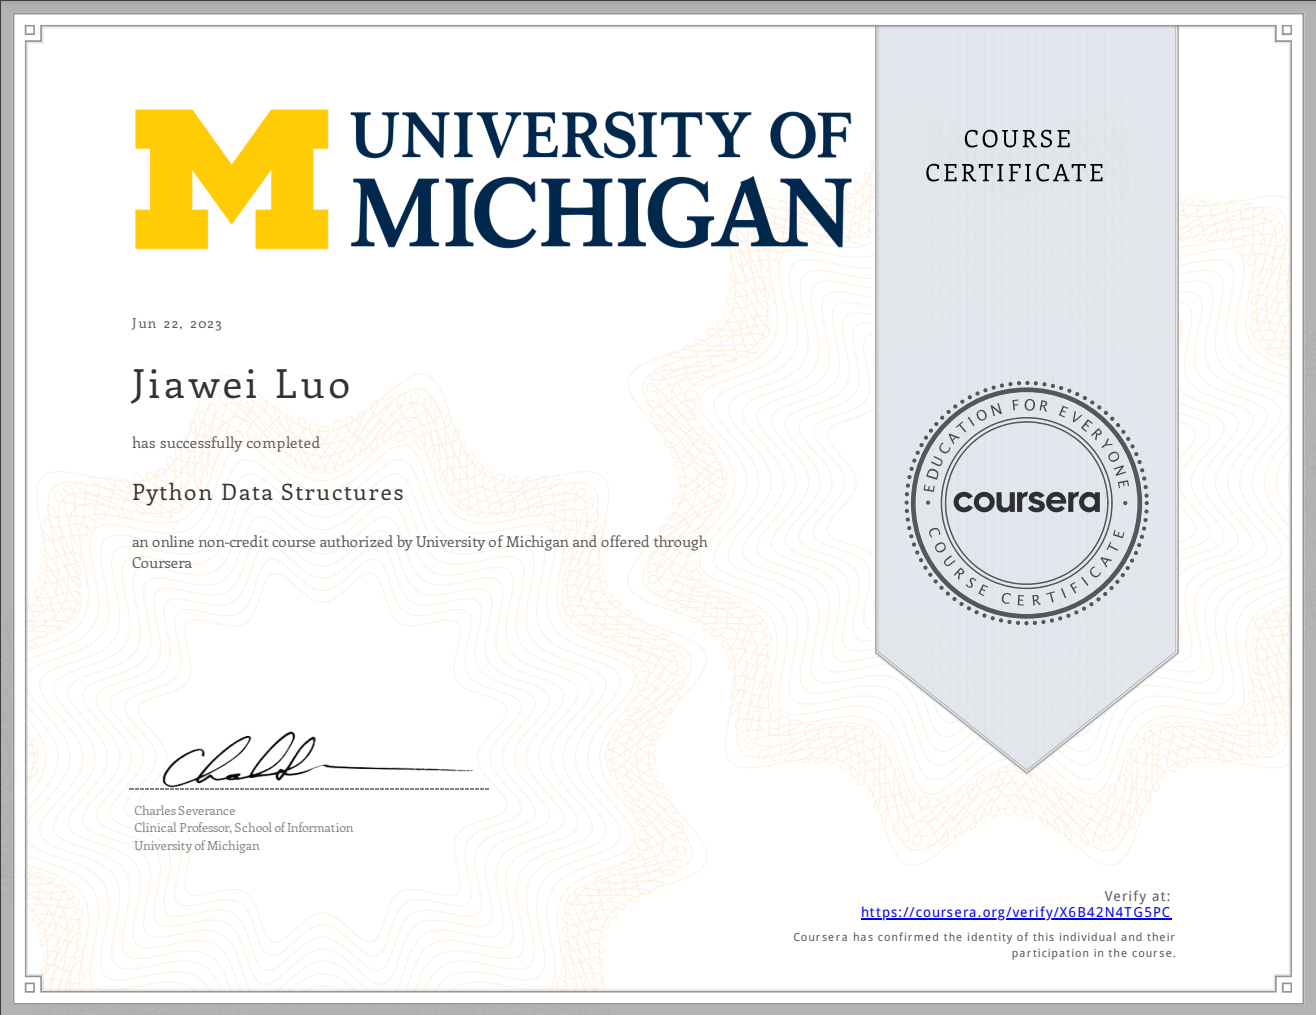 UNIVERSITY OF
MICHIGAN
COURSE
CERTIFICATE
Jun 22, 2023
Jiawei Luo
has successfully completed
Python Data Structures
an online non-credit course authorized by University of Michigan and offered through
Coursera
EDUCATION FOR EVERYONE
coursera
COURSE CERTIFICATE
Charles Severance
Clinical Professor, School of Information
University of Michigan
Verify at:
https://coursera.org/verify/X6B42N4TG5PC
Coursera has confirmed the identity of this individual and their
participation in the course.